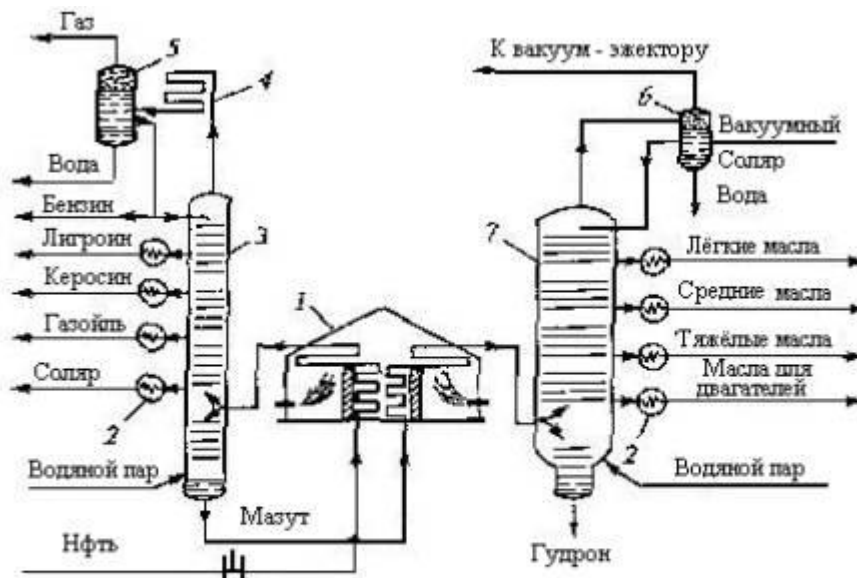 Газ
5
4
Вода
Бензин
3
Лигроин
Керосин
Газойль
Соляр
2
Водяной пар
Мазут
Нфть
1
К вакуум - эжектору
6
Вакуумный
Соляр
Вода
7
Лёгкие масла
Средние масла
Тяжёлые масла
Масла для
двагателей
2
Водяной пар
Гудрон